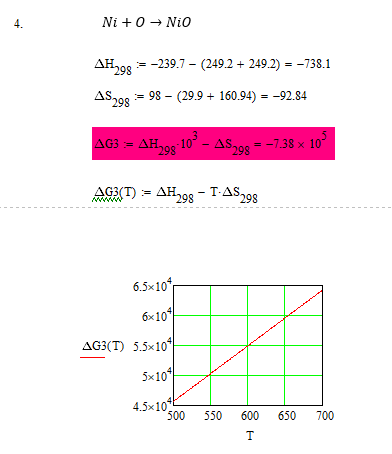 4. Ni + O → NiO
ΔH₂₉₈ := −239.7 − (249.2 + 249.2) = −738.1
ΔS₂₉₈ := 98 − (29.9 + 160.94) = −92.84
ΔG3 := ΔH₂₉₈·10³ − ΔS₂₉₈ = −7.38 × 10⁵
ΔG3(T) := ΔH₂₉₈ − T·ΔS₂₉₈
6.5×10⁴
6×10⁴
ΔG3(T) 5.5×10⁴
5×10⁴
4.5×10⁴
500 550 600 650 700
T